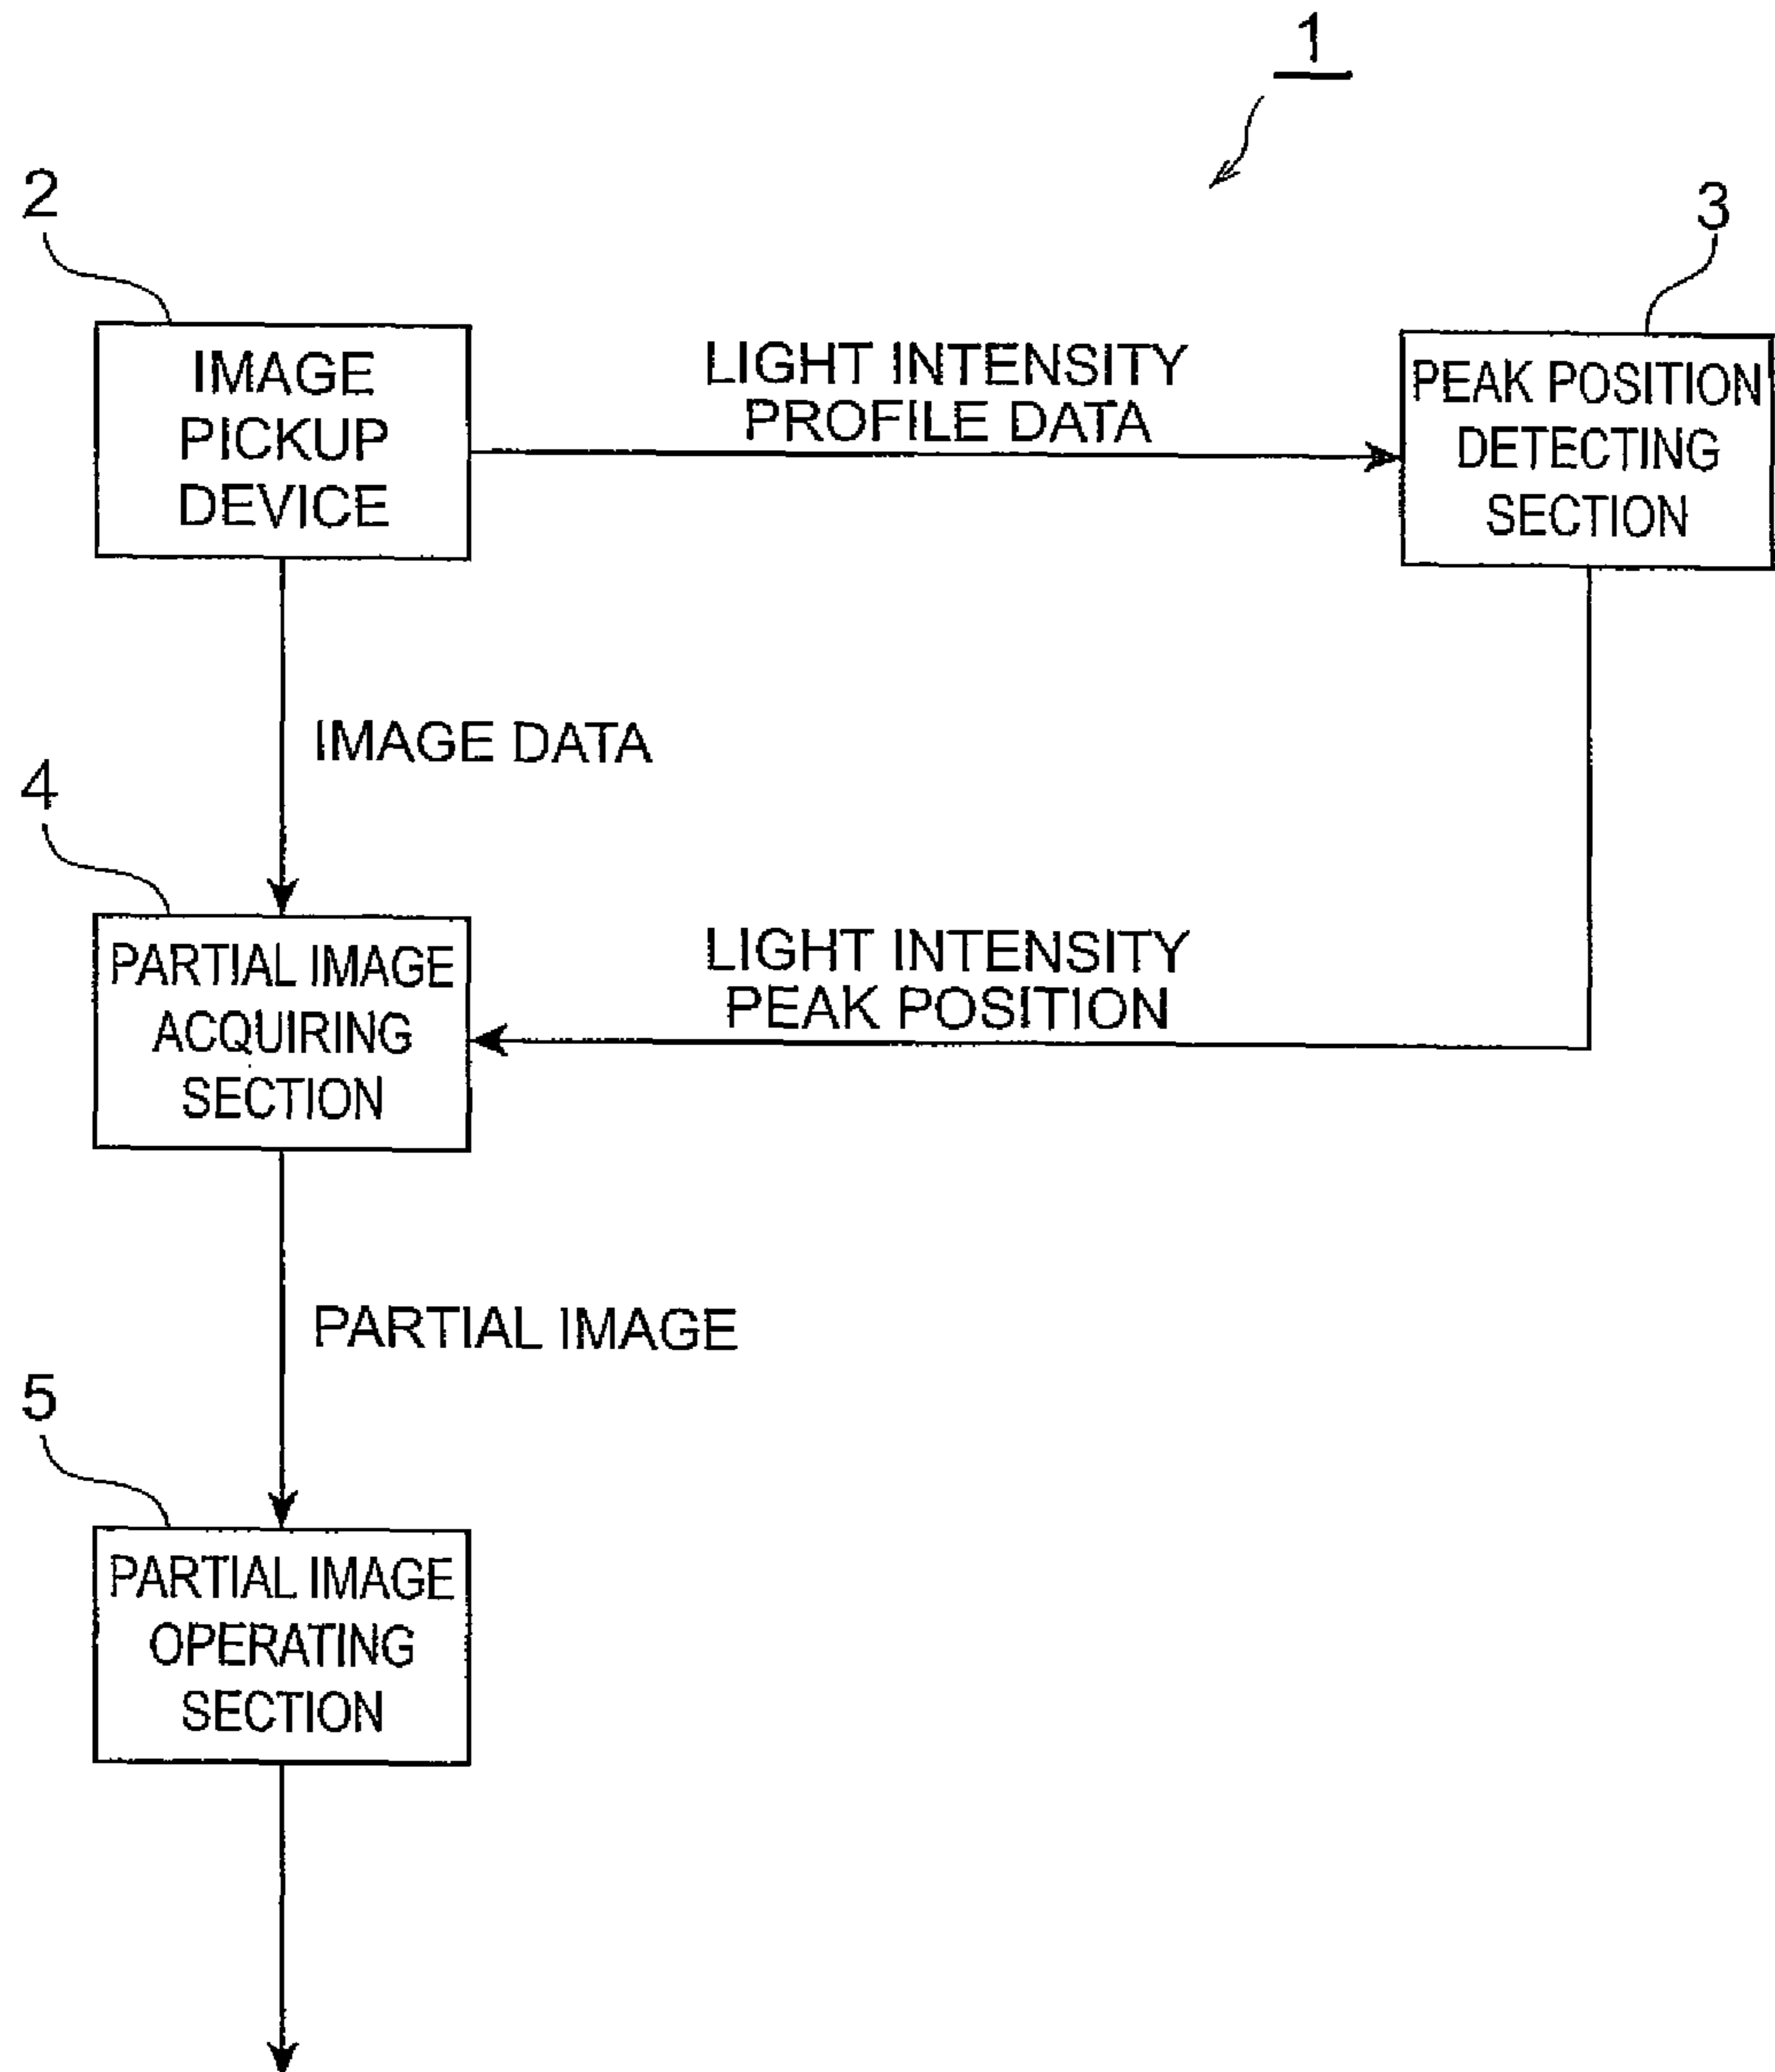 1
2
3
IMAGE
PICKUP
DEVICE
LIGHT INTENSITY
PROFILE DATA
PEAK POSITION
DETECTING
SECTION
IMAGE DATA
4
PARTIAL IMAGE
ACQUIRING
SECTION
LIGHT INTENSITY
PEAK POSITION
PARTIAL IMAGE
5
PARTIAL IMAGE
OPERATING
SECTION